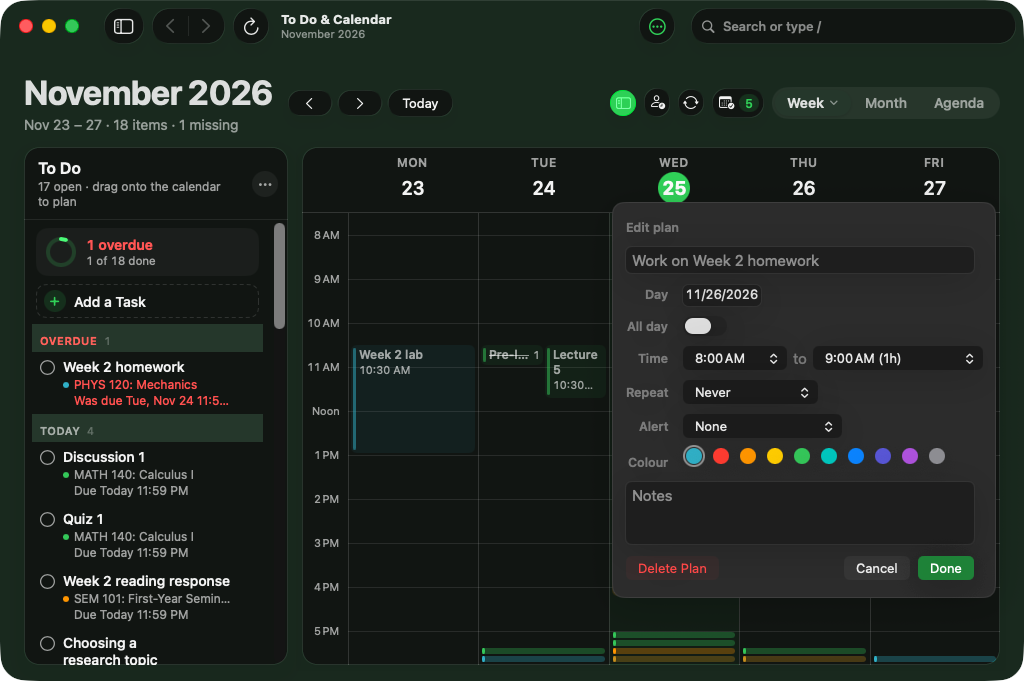 To Do & Calendar
November 2026
Search or type /
November 2026
Today
5
Week
Month
Agenda
Nov 23 – 27 · 18 items · 1 missing
To Do
17 open · drag onto the calendar
to plan
1 overdue
1 of 18 done
Add a Task
OVERDUE 1
Week 2 homework
PHYS 120: Mechanics
Was due Tue, Nov 24 11:5...
TODAY 4
Discussion 1
MATH 140: Calculus I
Due Today 11:59 PM
Quiz 1
MATH 140: Calculus I
Due Today 11:59 PM
Week 2 reading response
SEM 101: First-Year Semin...
Due Today 11:59 PM
Choosing a
research topic
MON
23
TUE
24
WED
25
THU
26
FRI
27
8 AM
9 AM
10 AM
11 AM
Noon
1 PM
2 PM
3 PM
4 PM
5 PM
Week 2 lab
10:30 AM
Pre-l... 1
Lecture
5
10:30...
Edit plan
Work on Week 2 homework
Day 11/26/2026
All day
Time 8:00 AM to 9:00 AM (1h)
Repeat Never
Alert None
Colour
Notes
Delete Plan
Cancel
Done